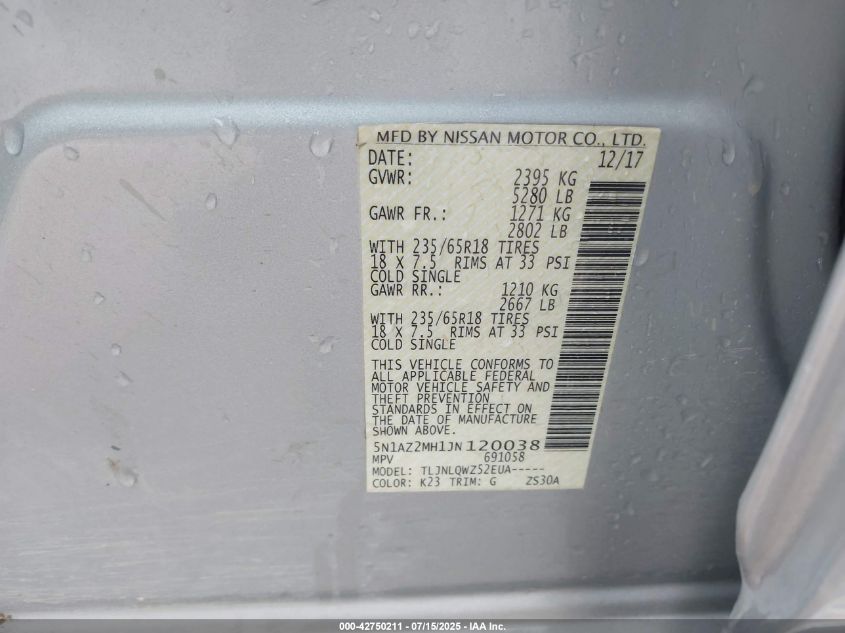 MFD BY NISSAN MOTOR CO., LTD.
DATE: 12/17
GVWR: 2395 KG
5280 LB
GAWR FR.: 1271 KG
2802 LB
WITH 235/65R18 TIRES
18 X 7.5 RIMS AT 33 PSI
COLD SINGLE
GAWR RR.: 1210 KG
2667 LB
WITH 235/65R18 TIRES
18 X 7.5 RIMS AT 33 PSI
COLD SINGLE
THIS VEHICLE CONFORMS TO
ALL APPLICABLE FEDERAL
MOTOR VEHICLE SAFETY AND
THEFT PREVENTION
STANDARDS IN EFFECT ON
THE DATE OF MANUFACTURE
SHOWN ABOVE.
5N1AZ2MH1JN120038
MPV 691058
MODEL: TLJNLQWZ52EUA-----
COLOR: K23 TRIM: G ZS30A
000-42750211 - 07/15/2025 - IAA Inc.